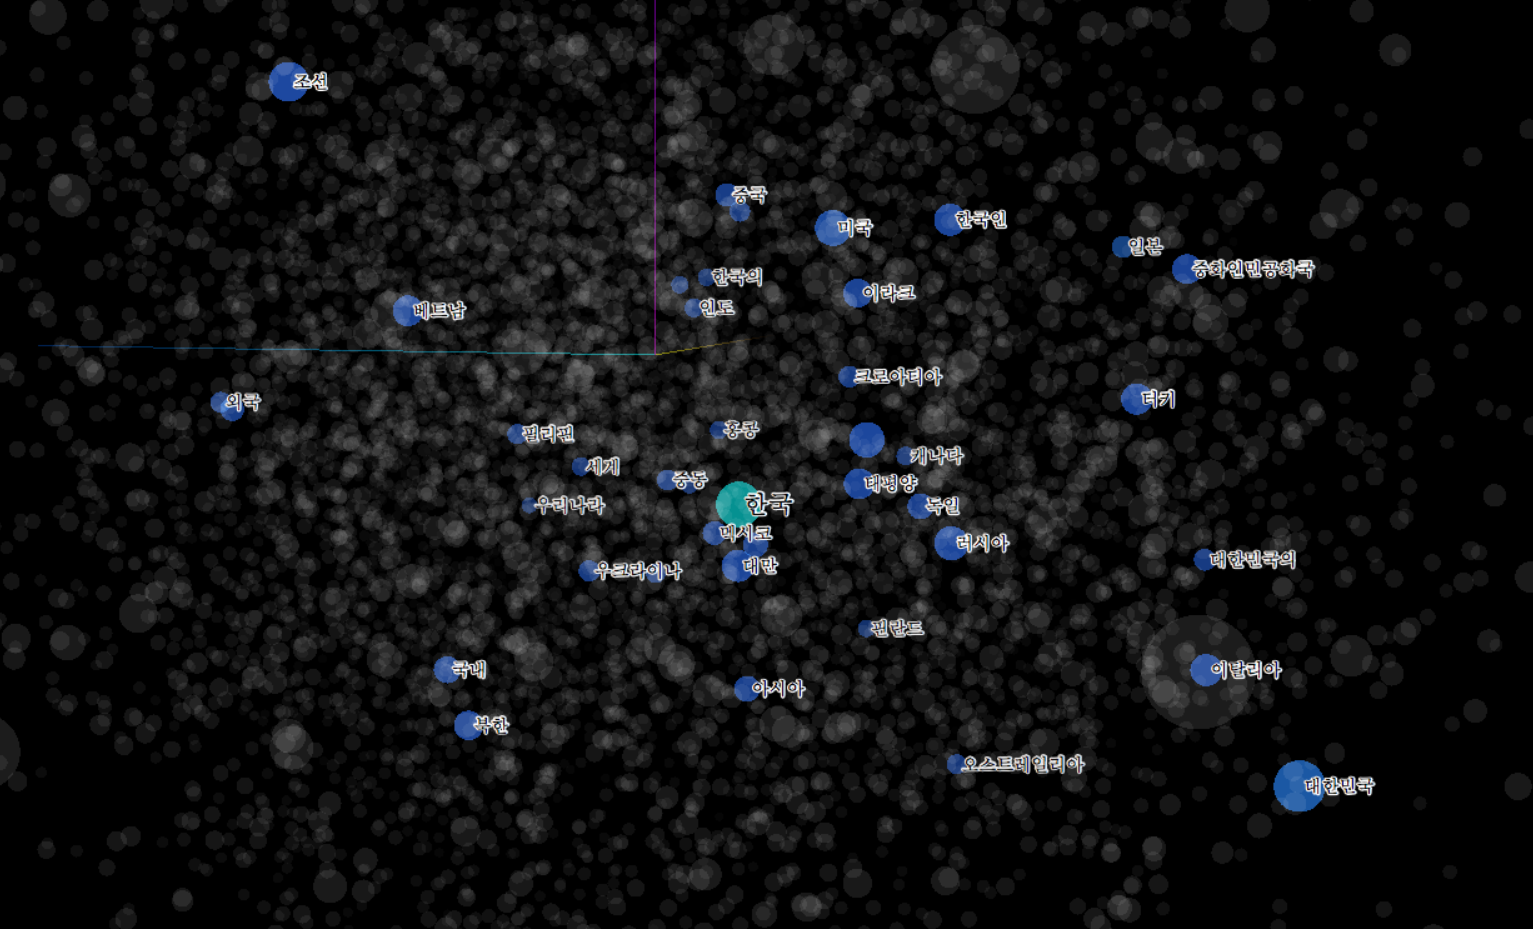 조선
중국
한국인
미국
일본
중화인민공화국
한국의
이라크
인도
베트남
크로아티아
터키
외국
홍콩
필리핀
캐나다
세계
중동
태평양
한국
우리나라
독일
멕시코
러시아
대한민국의
대만
우크라이나
핀란드
국내
이탈리아
아시아
북한
오스트레일리아
대한민국